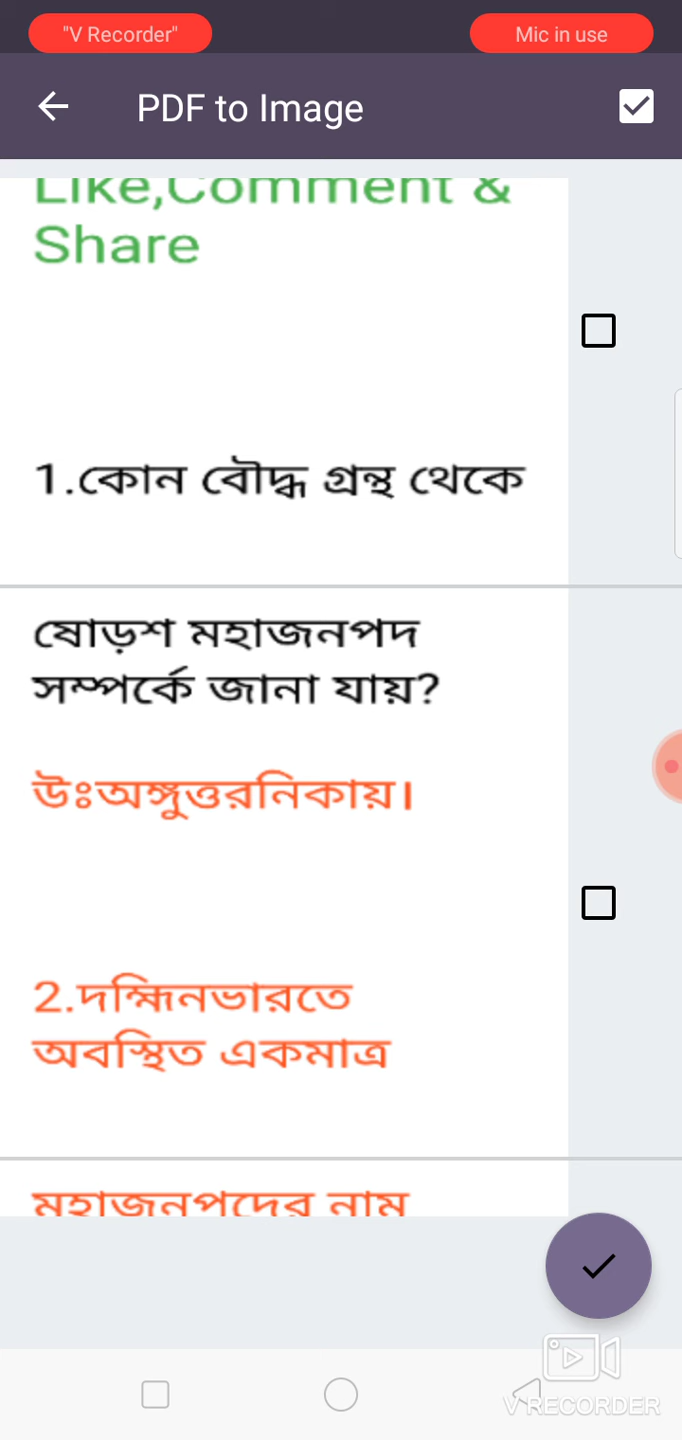 "V Recorder"
Mic in use
PDF to Image
Like,Comment &
Share
1.কোন বৌদ্ধ গ্রন্থ থেকে
ষোড়শ মহাজনপদ
সম্পর্কে জানা যায়?
উঃঅঙ্গুত্তরনিকায়।
2.দক্ষিনভারতে
অবস্থিত একমাত্র
মহাজনপদের নাম
V RECORDER